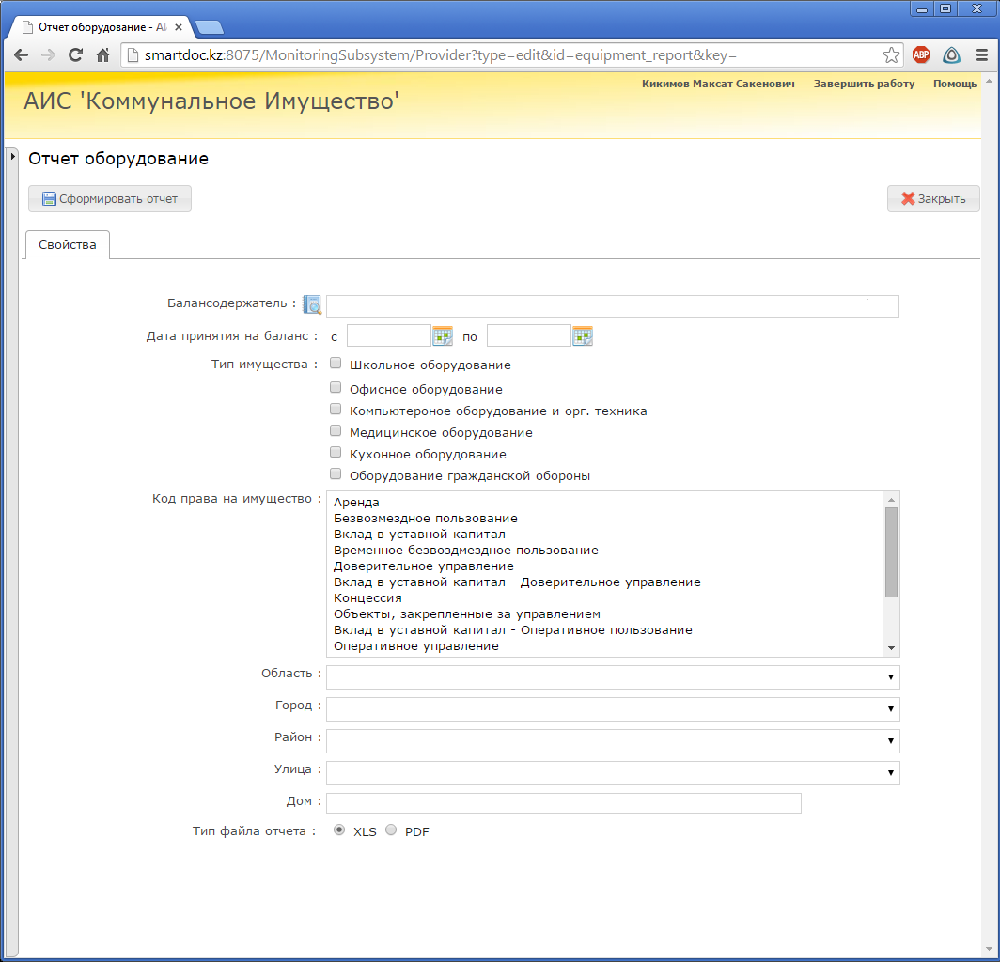 Отчет оборудование - АИ
smartdoc.kz:8075/MonitoringSubsystem/Provider?type=edit&id=equipment_report&key=
ABP
Кикимов Максат Сакенович Завершить работу Помощь
АИС 'Коммунальное Имущество'
Отчет оборудование
Сформировать отчет Закрыть
Свойства
Балансодержатель :
Дата принятия на баланс : с по
Тип имущества : Школьное оборудование
Офисное оборудование
Компьютероное оборудование и орг. техника
Медицинское оборудование
Кухонное оборудование
Оборудование гражданской обороны
Код права на имущество : Аренда
Безвозмездное пользование
Вклад в уставной капитал
Временное безвоздмездное пользование
Доверительное управление
Вклад в уставной капитал - Доверительное управление
Концессия
Объекты, закрепленные за управлением
Вклад в уставной капитал - Оперативное пользование
Оперативное управление
Область :
Город :
Район :
Улица :
Дом :
Тип файла отчета : XLS PDF